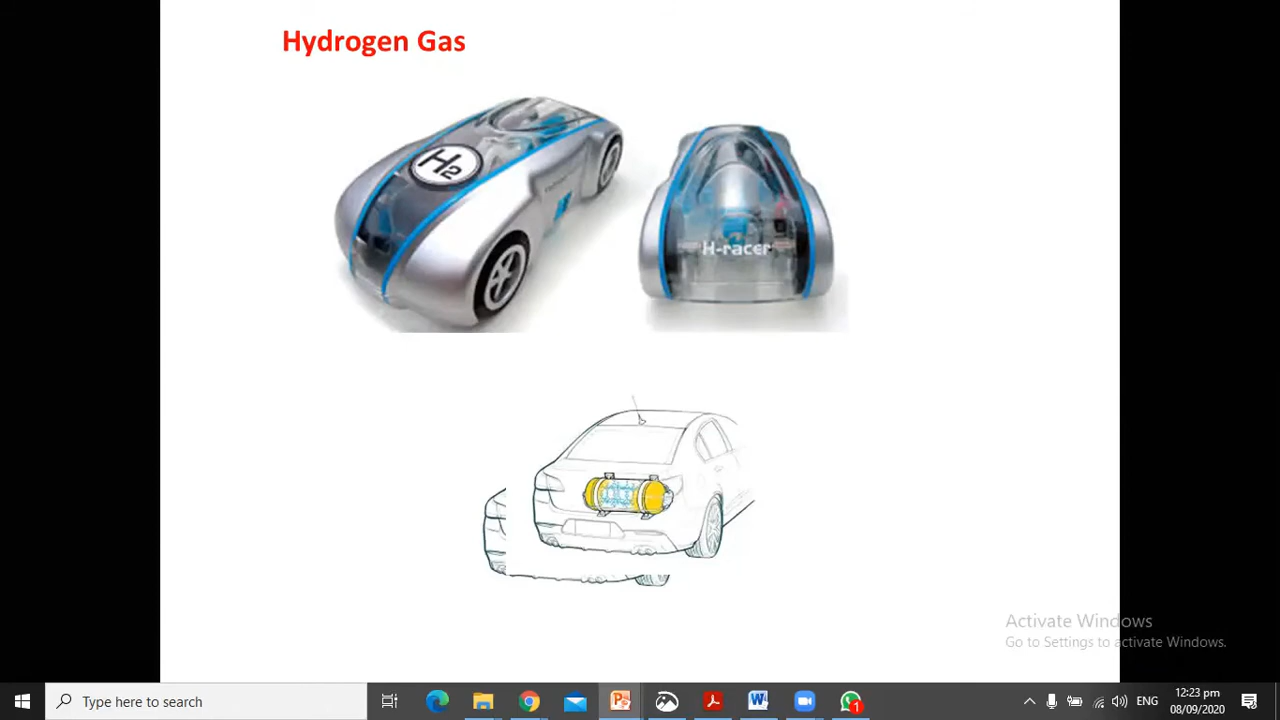 Hydrogen Gas
H2
H-racer
Activate Windows
Go to Settings to activate Windows.
Type here to search
1
ENG
12:23 pm
08/09/2020